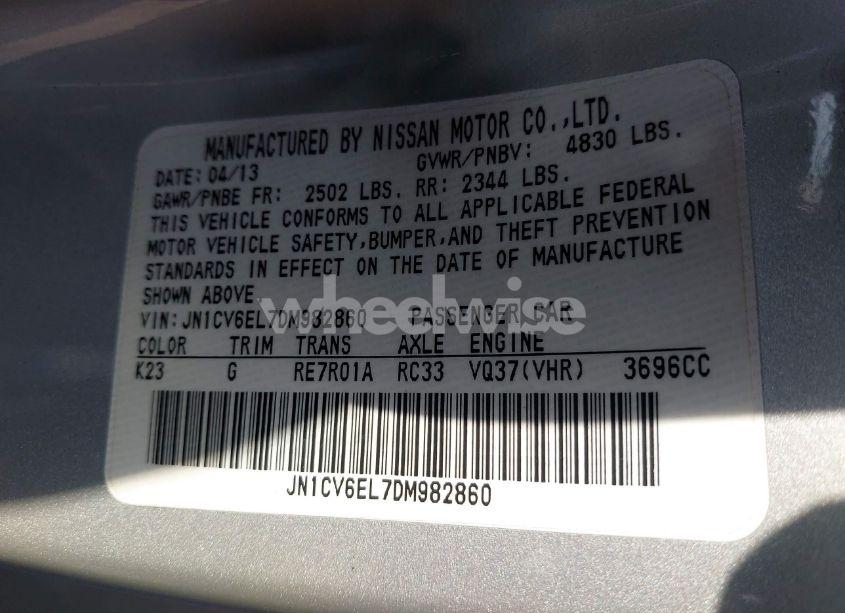 MANUFACTURED BY NISSAN MOTOR CO.,LTD.
DATE: 04/13 GVWR/PNBV: 4830 LBS.
GAWR/PNBE FR: 2502 LBS. RR: 2344 LBS.
THIS VEHICLE CONFORMS TO ALL APPLICABLE FEDERAL
MOTOR VEHICLE SAFETY,BUMPER,AND THEFT PREVENTION
STANDARDS IN EFFECT ON THE DATE OF MANUFACTURE
SHOWN ABOVE
VIN:JN1CV6EL7DM982860 PASSENGER CAR
wheelwise
COLOR TRIM TRANS AXLE ENGINE
K23 G RE7R01A RC33 VQ37(VHR) 3696CC
JN1CV6EL7DM982860